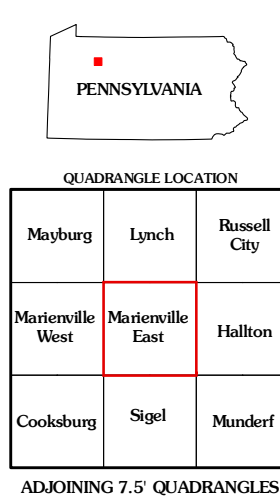 PENNSYLVANIA
QUADRANGLE LOCATION
Mayburg
Lynch
Russell
City
Marienville
West
Marienville
East
Hallton
Cooksburg
Sigel
Munderf
ADJOINING 7.5' QUADRANGLES